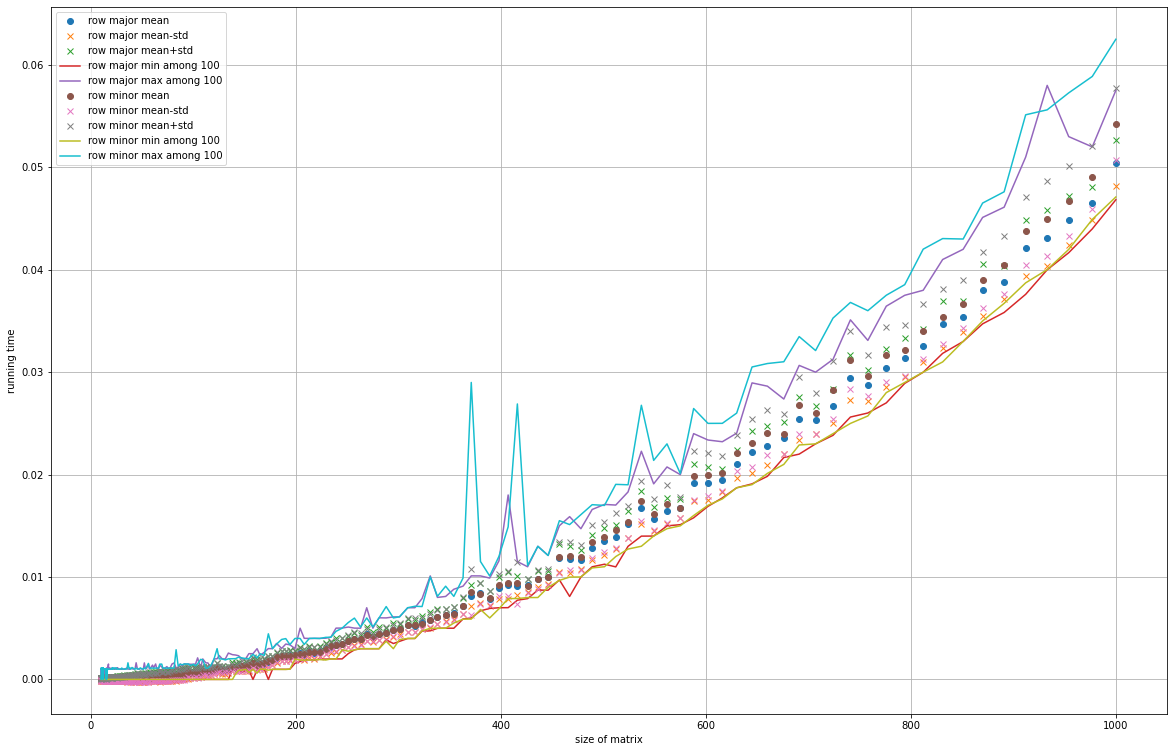 row major mean
row major mean-std
row major mean+std
row major min among 100
row major max among 100
row minor mean
row minor mean-std
row minor mean+std
row minor min among 100
row minor max among 100
0.06
0.05
0.04
0.03
0.02
0.01
0.00
running time
0 200 400 600 800 1000
size of matrix